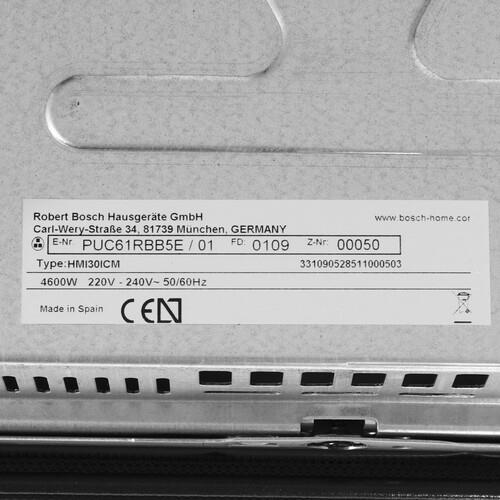 Robert Bosch Hausgeräte GmbH
www.bosch-home.cor
Carl-Wery-Straße 34, 81739 München, GERMANY
E-Nr. PUC61RBB5E / 01 FD: 0109 Z-Nr: 00050
Type: HMI30ICM 331090528511000503
4600W 220V - 240V~ 50/60Hz
Made in Spain CE N